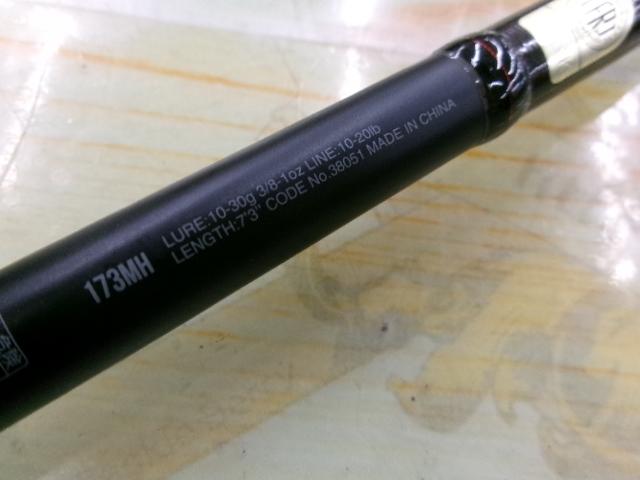 173MH
LURE:10-30g 3/8-1oz LINE:10-20lb
LENGTH:7'3" CODE No.38051 MADE IN CHINA